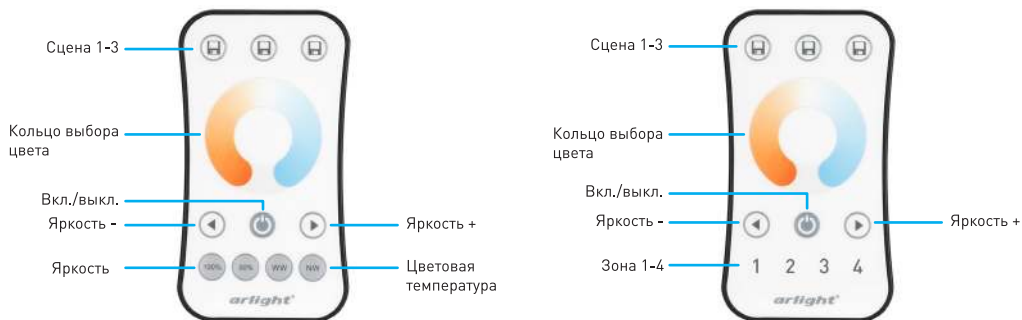 Сцена 1-3
Кольцо выбора
цвета
Вкл./выкл.
Яркость -
Яркость +
Яркость
100%
50%
WW
NW
Цветовая
температура
arlight
Сцена 1-3
Кольцо выбора
цвета
Вкл./выкл.
Яркость -
Яркость +
Зона 1-4
1 2 3 4
arlight